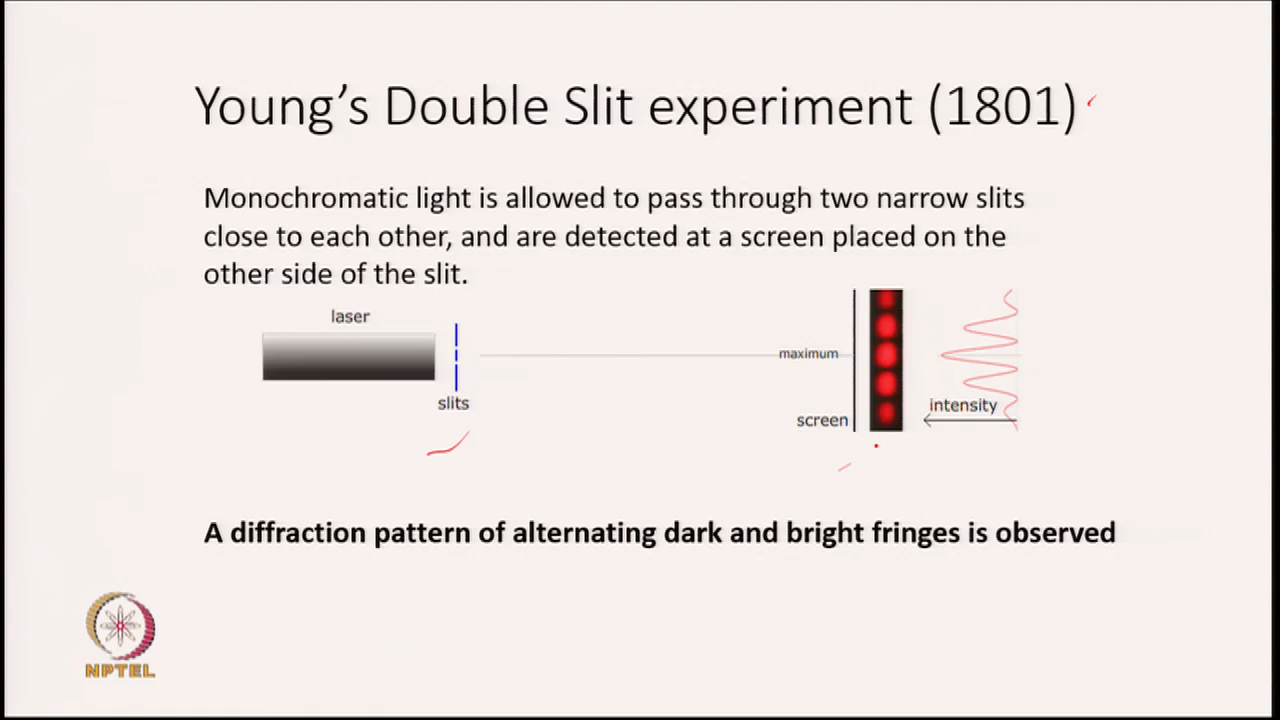 Young's Double Slit experiment (1801)
Monochromatic light is allowed to pass through two narrow slits
close to each other, and are detected at a screen placed on the
other side of the slit.
laser
slits
maximum
screen
intensity
A diffraction pattern of alternating dark and bright fringes is observed
NPTEL